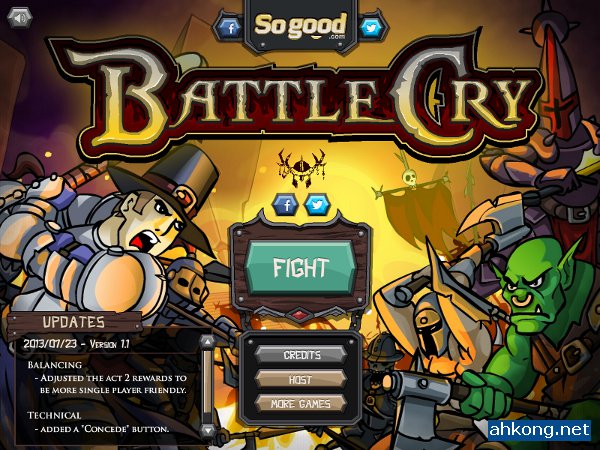 So good
.com
BATTLE CRY
FIGHT
UPDATES
2013/07/23 - Version 1.1
Balancing
- Adjusted the act 2 rewards to
be more single player friendly.
Technical
- added a "Concede" button.
CREDITS
HOST
MORE GAMES
ahkong.net